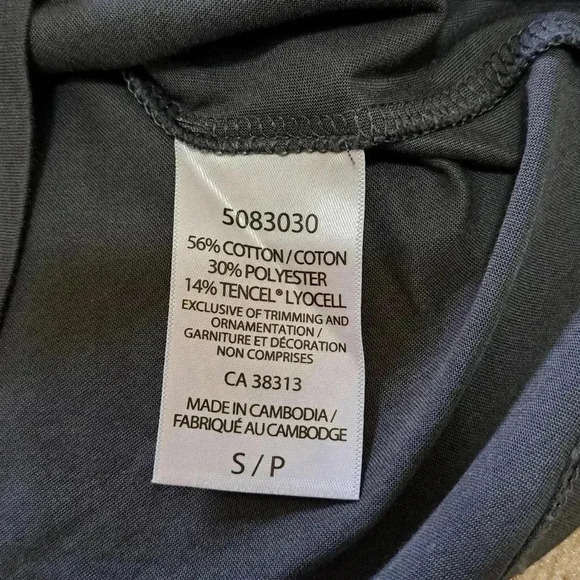 5083030
56% COTTON / COTON
30% POLYESTER
14% TENCEL® LYOCELL
EXCLUSIVE OF TRIMMING AND
ORNAMENTATION /
GARNITURE ET DÉCORATION
NON COMPRISES
CA 38313
MADE IN CAMBODIA /
FABRIQUÉ AU CAMBODGE
S / P